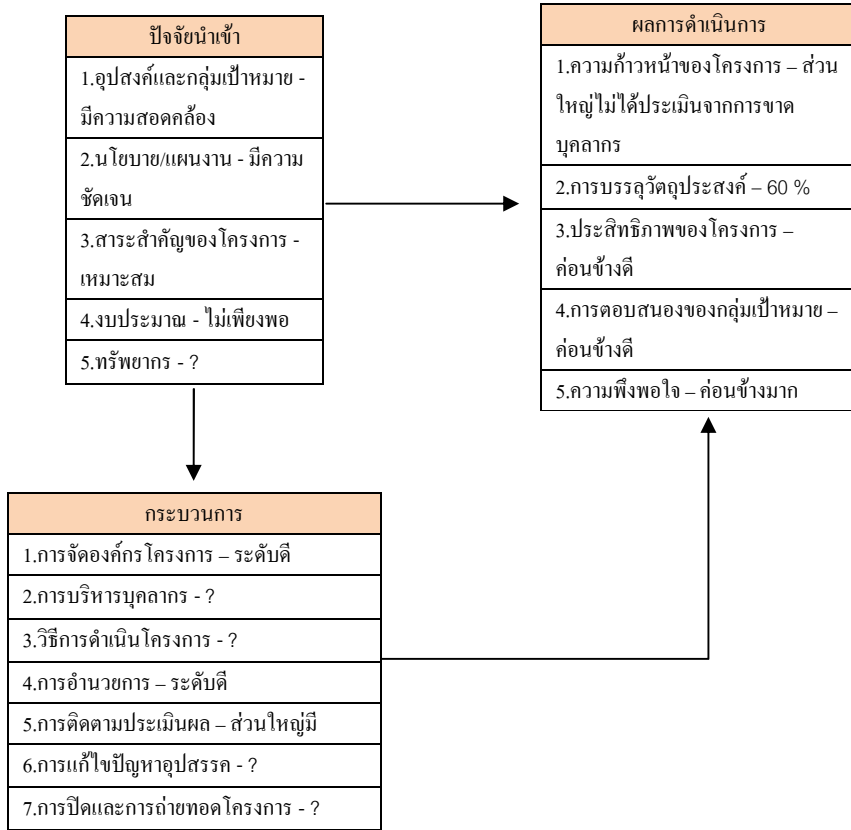 ปัจจัยนำเข้า
1.อุปสงค์และกลุ่มเป้าหมาย -
มีความสอดคล้อง
2.นโยบาย/แผนงาน - มีความ
ชัดเจน
3.สาระสำคัญของโครงการ -
เหมาะสม
4.งบประมาณ - ไม่เพียงพอ
5.ทรัพยากร - ?
ผลการดำเนินการ
1.ความก้าวหน้าของโครงการ – ส่วน
ใหญ่ไม่ได้ประเมินจากการขาด
บุคลากร
2.การบรรลุวัตถุประสงค์ – 60 %
3.ประสิทธิภาพของโครงการ –
ค่อนข้างดี
4.การตอบสนองของกลุ่มเป้าหมาย –
ค่อนข้างดี
5.ความพึงพอใจ – ค่อนข้างมาก
กระบวนการ
1.การจัดองค์กรโครงการ – ระดับดี
2.การบริหารบุคลากร - ?
3.วิธีการดำเนินโครงการ - ?
4.การอำนวยการ – ระดับดี
5.การติดตามประเมินผล – ส่วนใหญ่มี
6.การแก้ไขปัญหาอุปสรรค - ?
7.การปิดและการถ่ายทอดโครงการ - ?